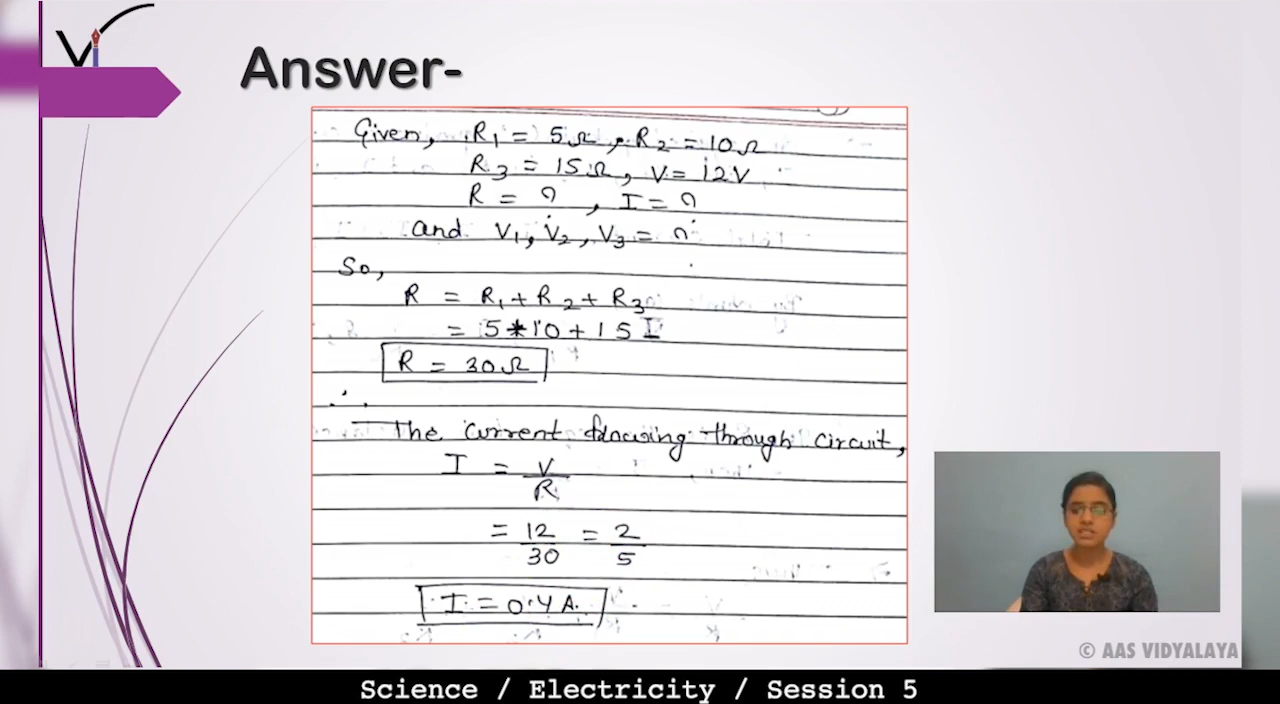 Vi
Answer-
Given, R1 = 5Ω, R2 = 10Ω
R3 = 15Ω, V = 12V
R = ?, I = ?
and V1, V2, V3 = ?
So,
R = R1 + R2 + R3
= 5*10 + 15
R = 30Ω
∴
The current flowing through circuit,
I = V/R
= 12/30 = 2/5
I = 0.4 A.
© AAS VIDYALAYA
Science / Electricity / Session 5